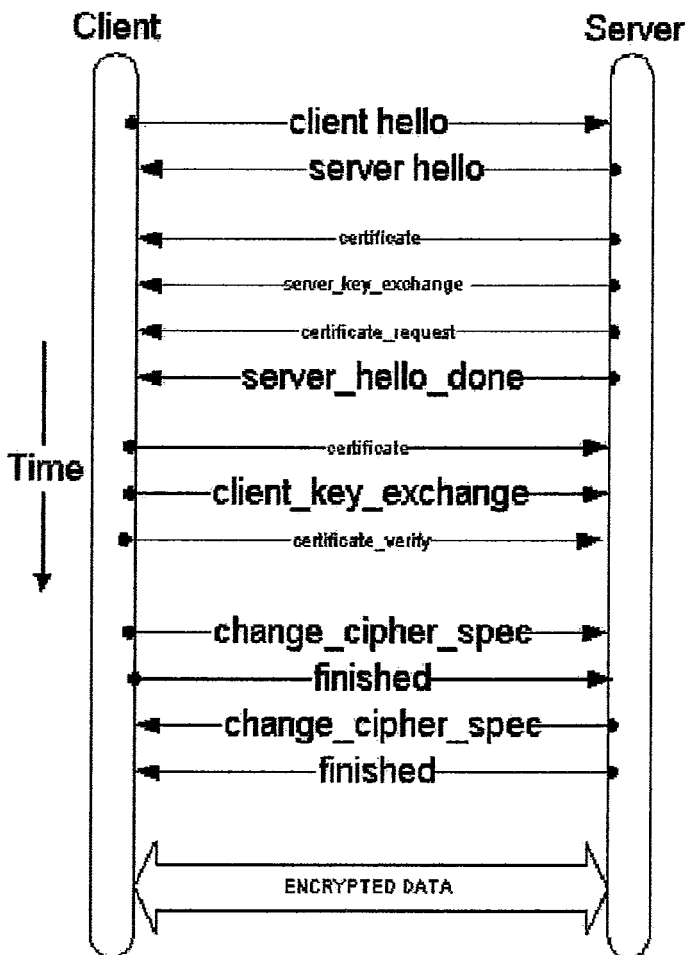 Client
Server
client hello
server hello
certificate
server_key_exchange
certificate_request
server_hello_done
Time
certificate
client_key_exchange
certificate_verify
change_cipher_spec
finished
change_cipher_spec
finished
ENCRYPTED DATA